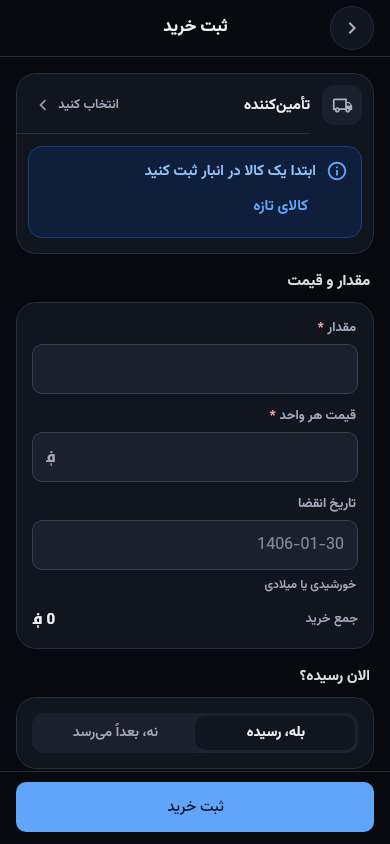 ثبت خرید
تأمین‌کننده
انتخاب کنید
ابتدا یک کالا در انبار ثبت کنید
کالای تازه
مقدار و قیمت
مقدار *
قیمت هر واحد *
؋
تاریخ انقضا
1406-01-30
خورشیدی یا میلادی
جمع خرید
0 ؋
الان رسیده؟
بله، رسیده
نه، بعداً می‌رسد
ثبت خرید